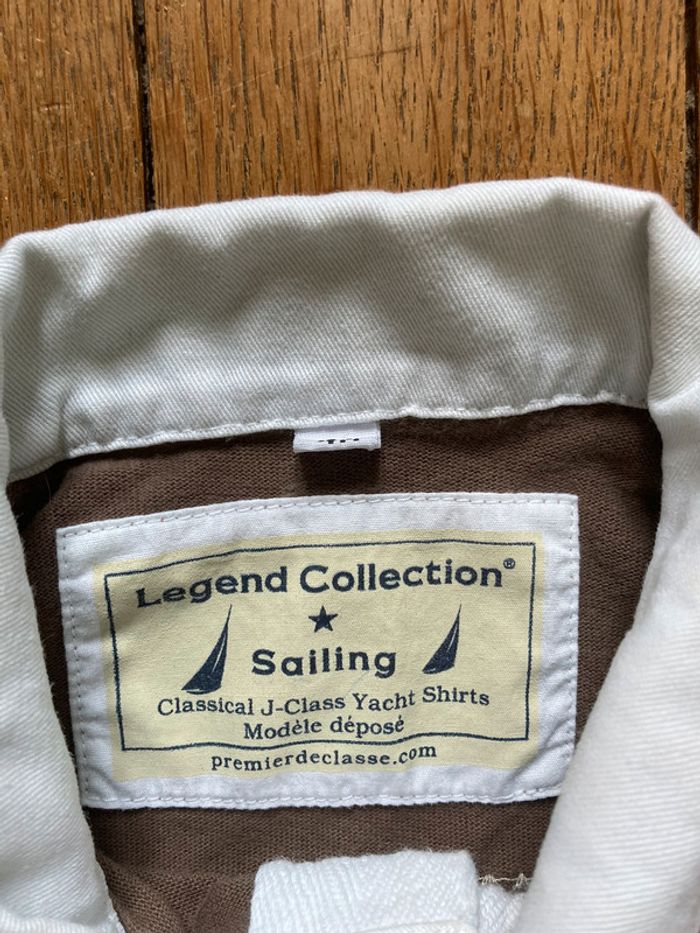 Legend Collection®
Sailing
Classical J-Class Yacht Shirts
Modèle déposé
premierdeclasse.com